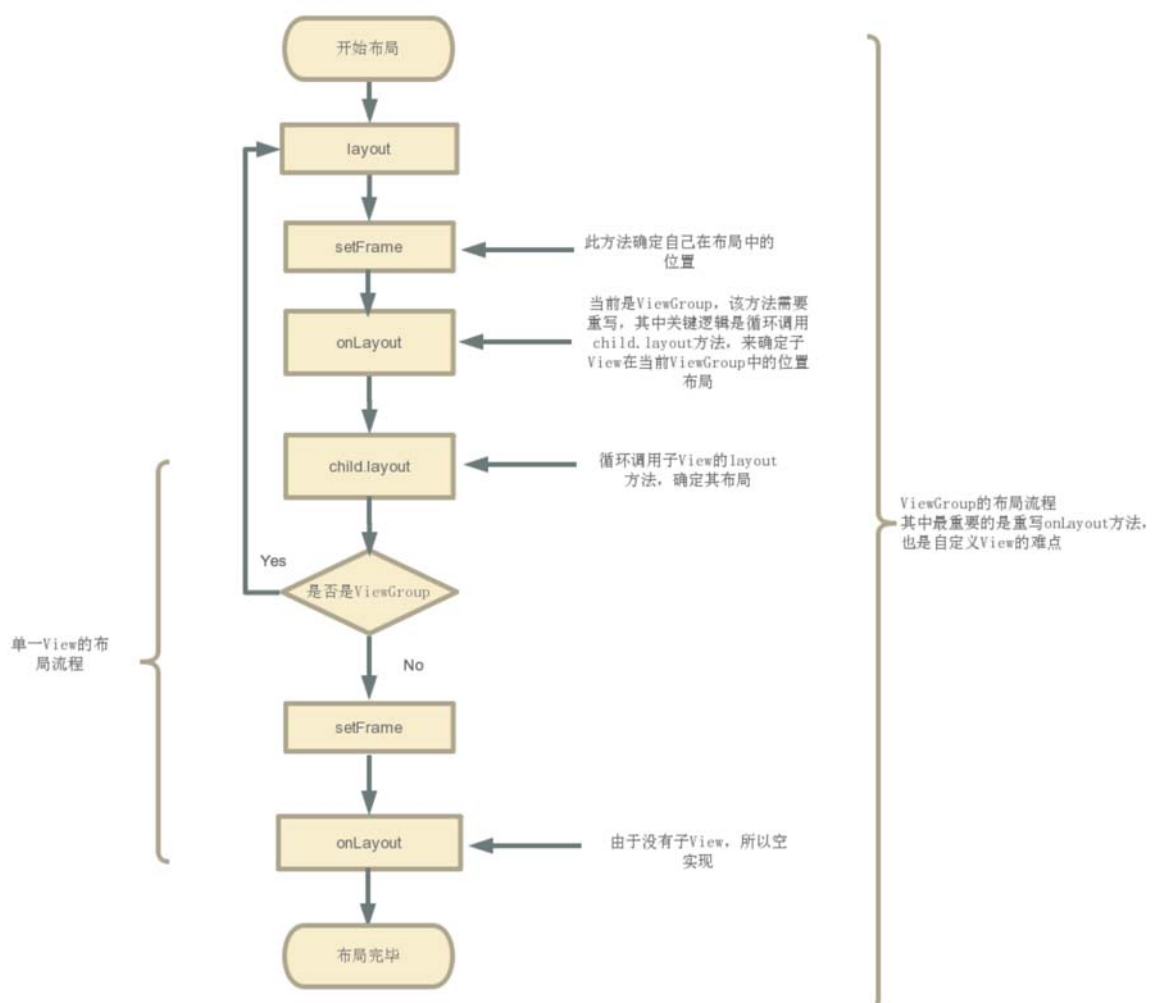 开始布局
layout
setFrame
此方法确定自己在布局中的
位置
当前是ViewGroup，该方法需要
重写，其中关键逻辑是循环调用
child.layout方法，来确定子
View在当前ViewGroup中的位置
布局
onLayout
child.layout
循环调用子View的layout
方法，确定其布局
ViewGroup的布局流程
其中最重要的是重写onLayout方法，
也是自定义View的难点
Yes
是否是ViewGroup
单一View的布
局流程
No
setFrame
onLayout
由于没有子View，所以空
实现
布局完毕